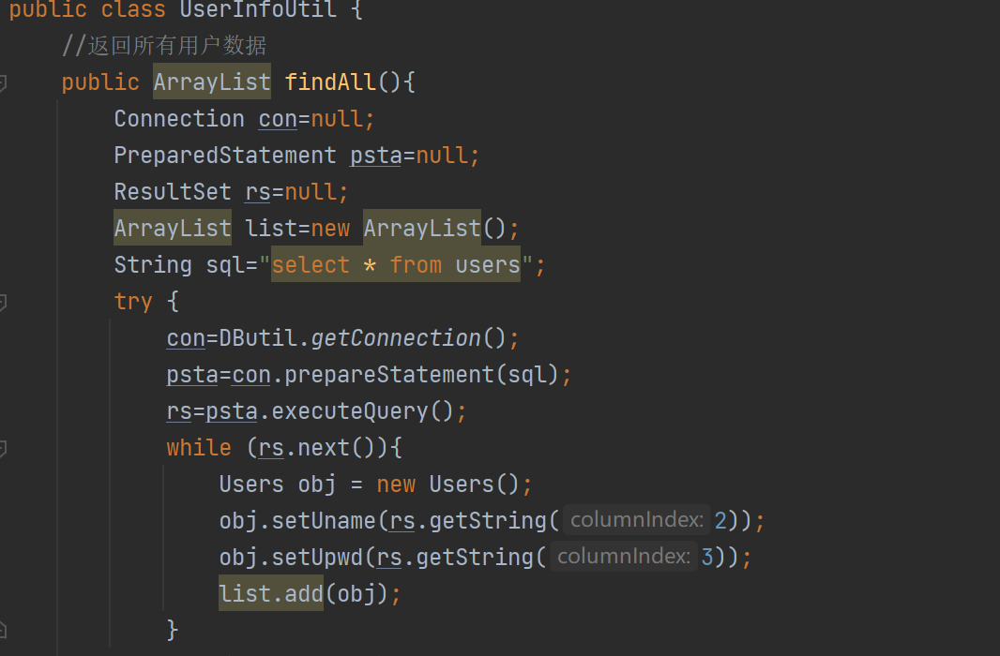 public class UserInfoUtil {
//返回所有用户数据
public ArrayList findAll(){
Connection con=null;
PreparedStatement psta=null;
ResultSet rs=null;
ArrayList list=new ArrayList();
String sql="select * from users";
try {
con=DButil.getConnection();
psta=con.prepareStatement(sql);
rs=psta.executeQuery();
while (rs.next()){
Users obj = new Users();
obj.setUname(rs.getString( columnIndex: 2));
obj.setUpwd(rs.getString( columnIndex: 3));
list.add(obj);
}